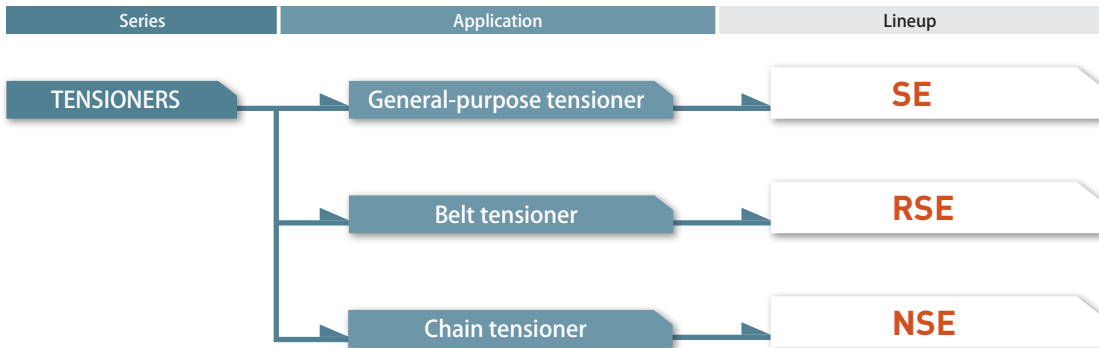 Series Application Lineup
TENSIONERS General-purpose tensioner SE
Belt tensioner RSE
Chain tensioner NSE